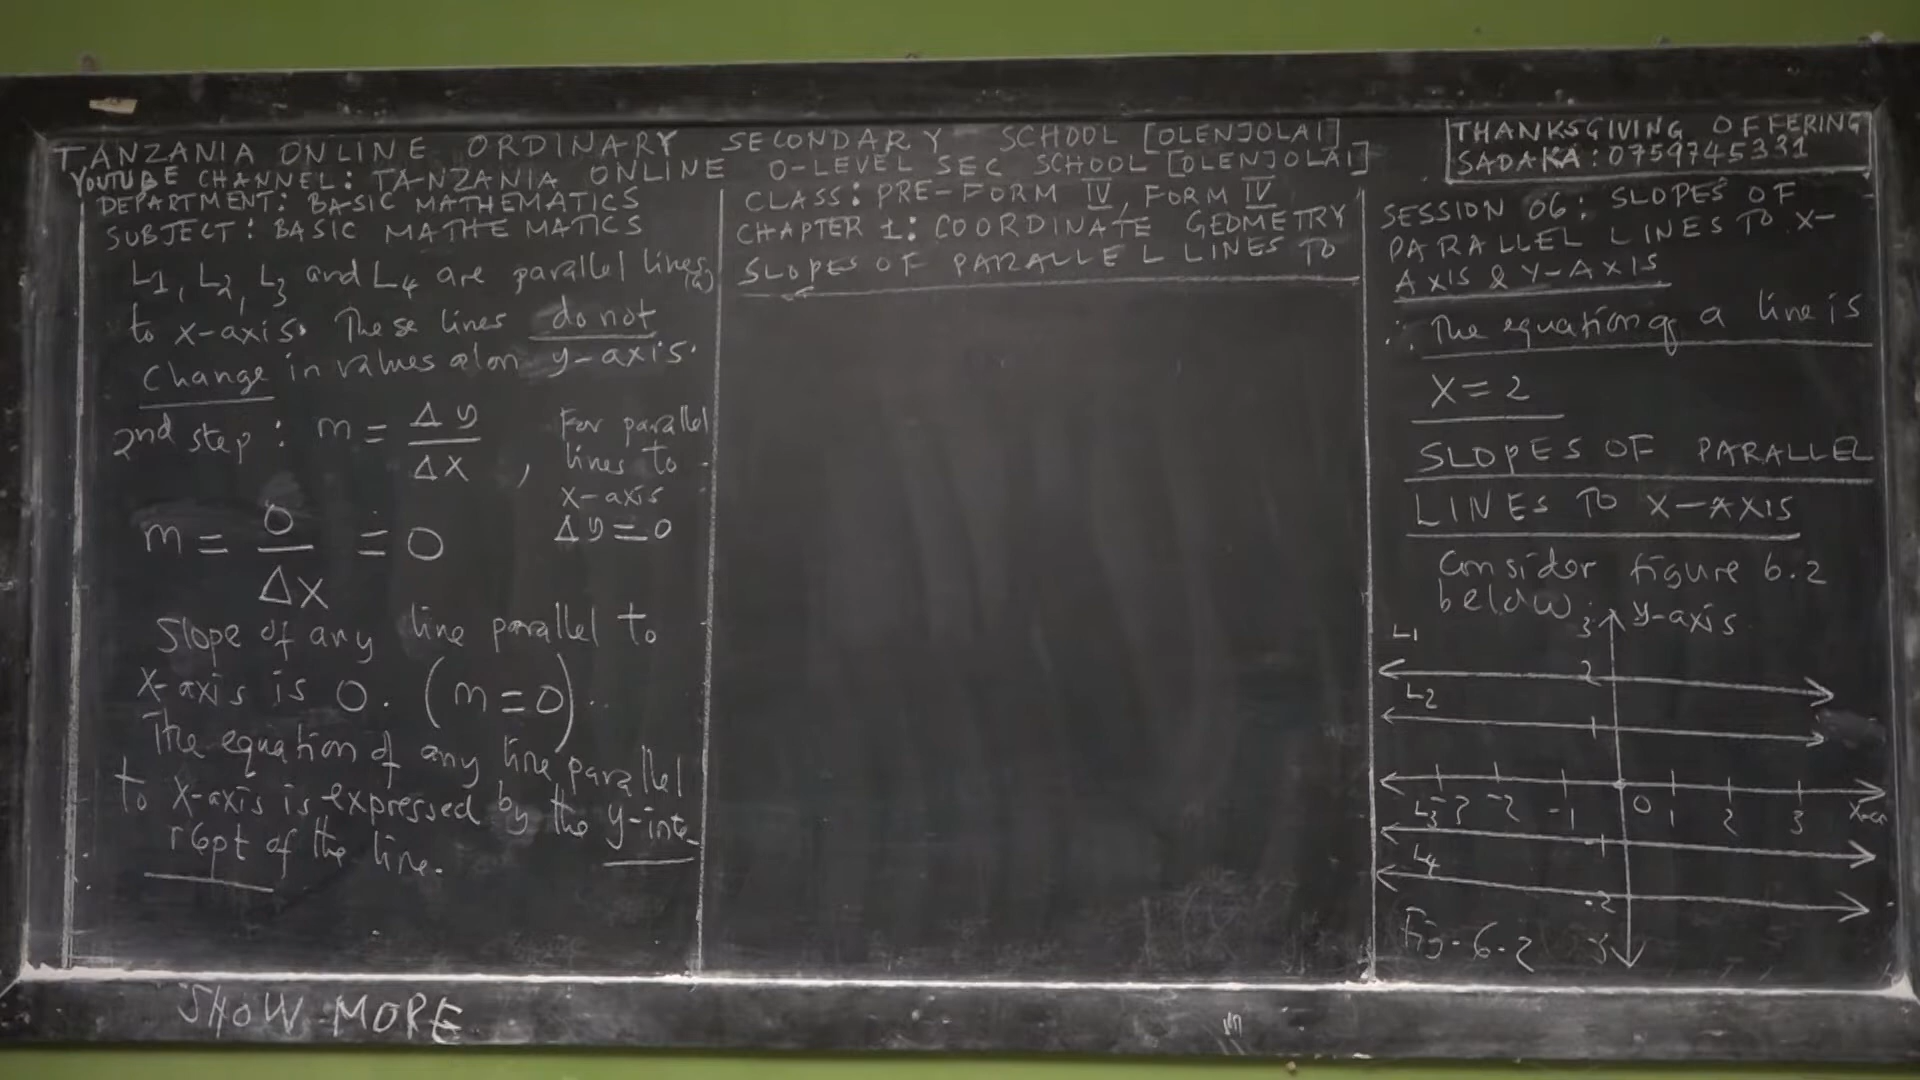 TANZANIA ONLINE ORDINARY SECONDARY SCHOOL [OLENJOLAI]
YOUTUBE CHANNEL: TANZANIA ONLINE O-LEVEL SEC SCHOOL [OLENJOLAI]
THANKSGIVING OFFERING
SADAKA: 0759745331
DEPARTMENT: BASIC MATHEMATICS
SUBJECT: BASIC MATHEMATICS
L1, L2, L3 and L4 are parallel lines
to x-axis. These lines do not
change in values alon y-axis.
2nd step: m = Δy/Δx ,
For parallel
lines to
x-axis
Δy = 0
m = 0/Δx = 0
Slope of any line parallel to
x-axis is 0. (m = 0).
The equation of any line parallel
to x-axis is expressed by the y-inte
rcept of the line.
CLASS: PRE-FORM IV, FORM IV
CHAPTER 1: COORDINATE GEOMETRY
SLOPES OF PARALLEL LINES TO
SESSION 06: SLOPES OF
PARALLEL LINES TO X-
AXIS & Y-AXIS
∴ The equation of a line is
X = 2
SLOPES OF PARALLEL
LINES TO X-AXIS
Consider figure 6.2
below:
3 y-axis
L1
2
L2
-3 -2 -1 0 1 2 3
L3
L4
-2
Fig-6-2
SHOW MORE